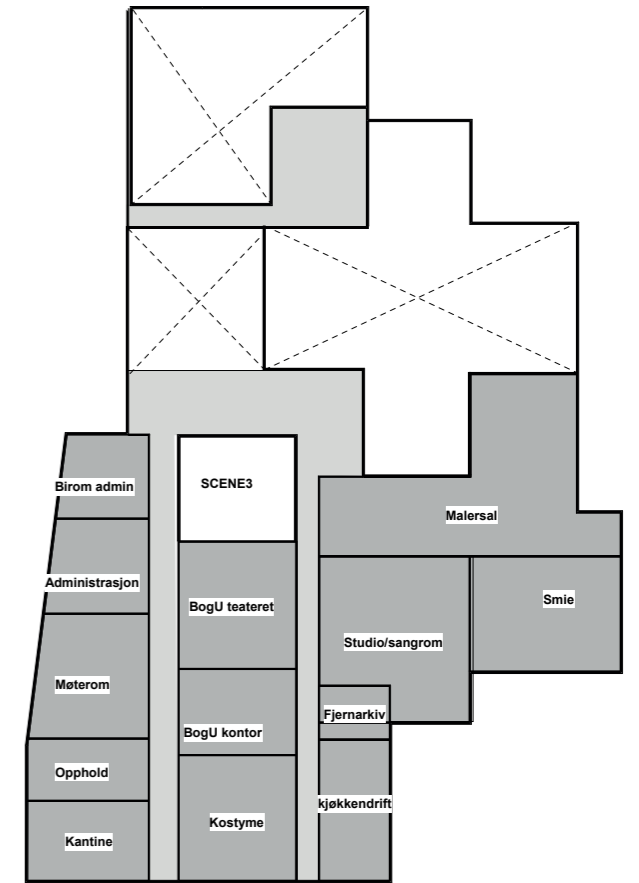 SCENE3
Birom admin
Malersal
Administrasjon
Smie
BogU teateret
Studio/sangrom
Møterom
Fjernarkiv
BogU kontor
Opphold
kjøkkendrift
Kostyme
Kantine